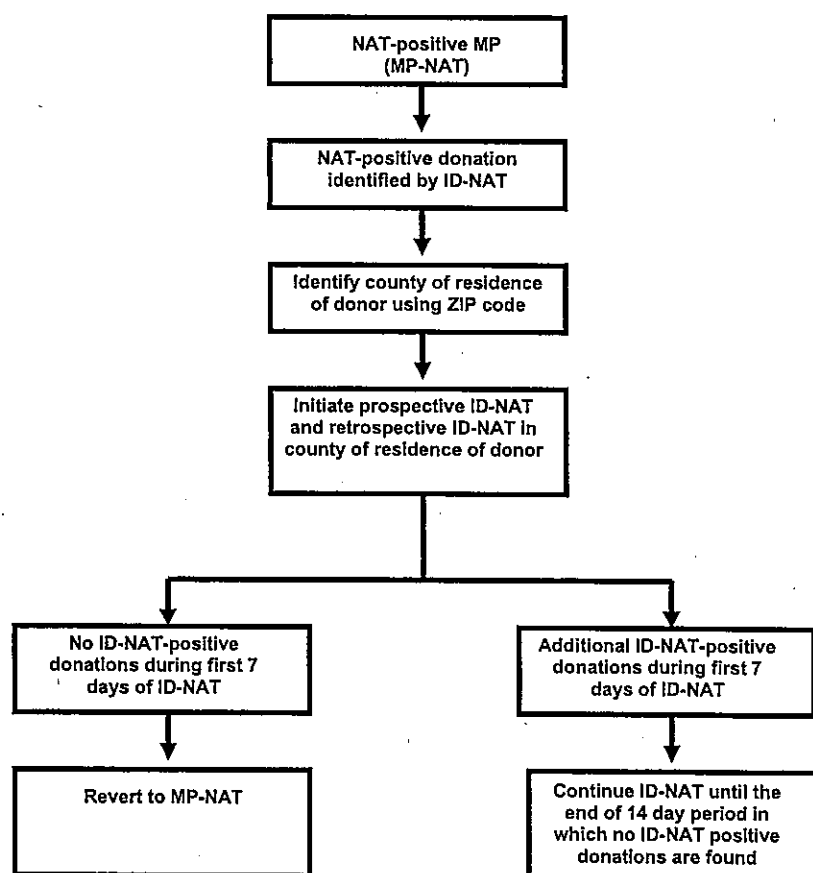 NAT-positive MP
(MP-NAT)
NAT-positive donation
identified by ID-NAT
Identify county of residence
of donor using ZIP code
Initiate prospective ID-NAT
and retrospective ID-NAT in
county of residence of donor
No ID-NAT-positive
donations during first 7
days of ID-NAT
Additional ID-NAT-positive
donations during first 7
days of ID-NAT
Revert to MP-NAT
Continue ID-NAT until the
end of 14 day period in
which no ID-NAT positive
donations are found